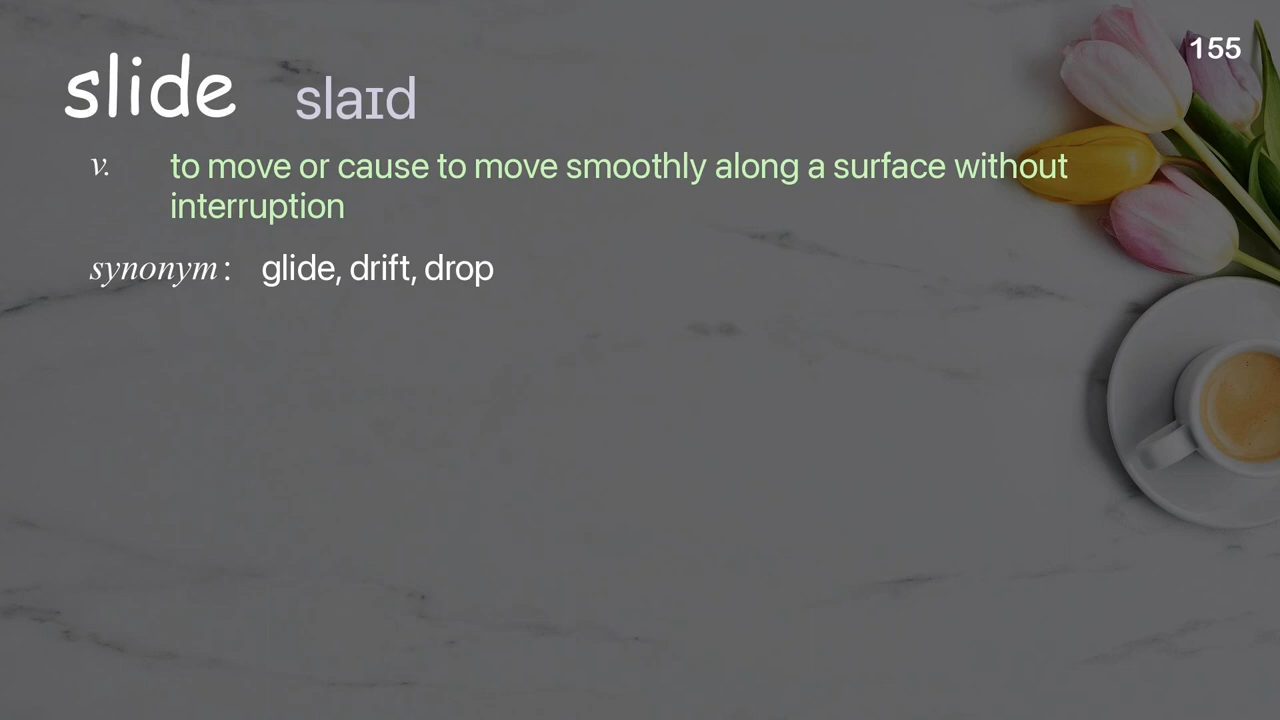 155
slide slaɪd
v. to move or cause to move smoothly along a surface without
interruption
synonym: glide, drift, drop